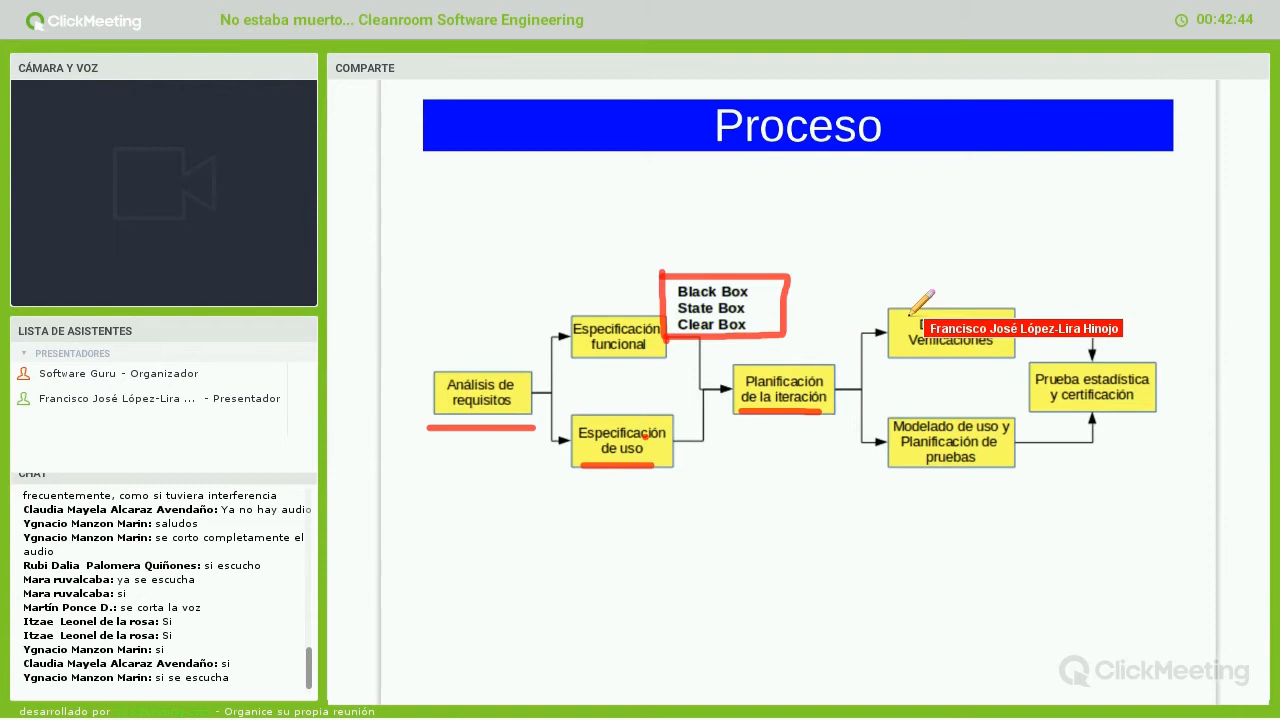 ClickMeeting
No estaba muerto... Cleanroom Software Engineering
00:42:44
CÁMARA Y VOZ
COMPARTE
Proceso
Black Box
State Box
Clear Box
Especificación
funcional
Francisco José López-Lira Hinojo
Verificaciones
Análisis de
requisitos
Planificación
de la iteración
Prueba estadística
y certificación
Especificación
de uso
Modelado de uso y
Planificación de
pruebas
LISTA DE ASISTENTES
PRESENTADORES
Software Guru - Organizador
Francisco José López-Lira ... - Presentador
CHAT
frecuentemente, como si tuviera interferencia
Claudia Mayela Alcaraz Avendaño: Ya no hay audio
Ygnacio Manzon Marin: saludos
Ygnacio Manzon Marin: se corto completamente el
audio
Rubi Dalia Palomera Quiñones: si escucho
Mara ruvalcaba: ya se escucha
Mara ruvalcaba: si
Martín Ponce D.: se corta la voz
Itzae Leonel de la rosa: Si
Itzae Leonel de la rosa: Si
Ygnacio Manzon Marin: si
Claudia Mayela Alcaraz Avendaño: si
Ygnacio Manzon Marin: si se escucha
ClickMeeting
desarrollado por - Organice su propia reunión